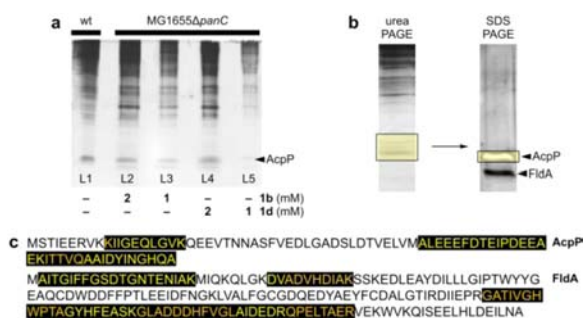 a
wt
MG1655ΔpanC
AcpP
L1 L2 L3 L4 L5
– 2 1 – – 1b (mM)
– – – 2 1 1d (mM)
b
urea PAGE
SDS PAGE
AcpP
FldA
c
MSTIEERVKKIIGEQLGVKQEEVTNNASFVEDLGADSLDTVELVMALEEEFDTEIPDEEA AcpP
EKITTVQAAIDYINGHQA
MAITGIFFGSDTGNTENIAKMIQKQLGKDVADVHDIAKSSKEDLEAYDILLLGIPTWYYG FldA
EAQCDWDDFFPTLEEIDFNGKLVALFGCGDQEDYAEYFCDALGTIRDIIEPRGATIVGH
WPTAGYHFEASKGLADDDHFVGLAIDEDRQPELTAERVEKWVKQISEELHLDEILNA